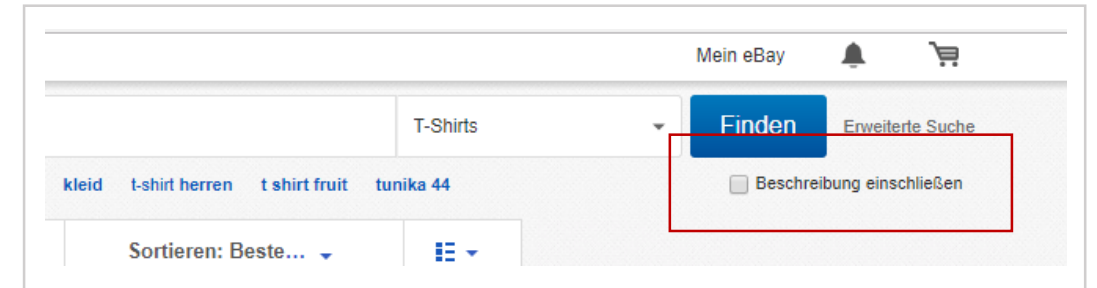 Mein eBay
T-Shirts Finden Erweiterte Suche
kleid t-shirt herren t shirt fruit tunika 44 Beschreibung einschließen
Sortieren: Beste...